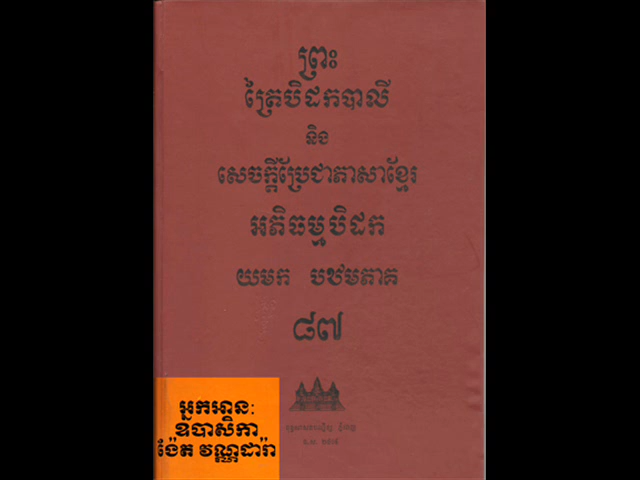 ព្រះ
ត្រៃបិដកបាលី
និង
សេចក្ដីប្រែជាភាសាខ្មែរ
អភិធម្មបិដក
យមក បឋមភាគ
៨៧
អ្នកអាន:
ឧបាសិកា
ង៉ែត វណ្ណដារ៉ា